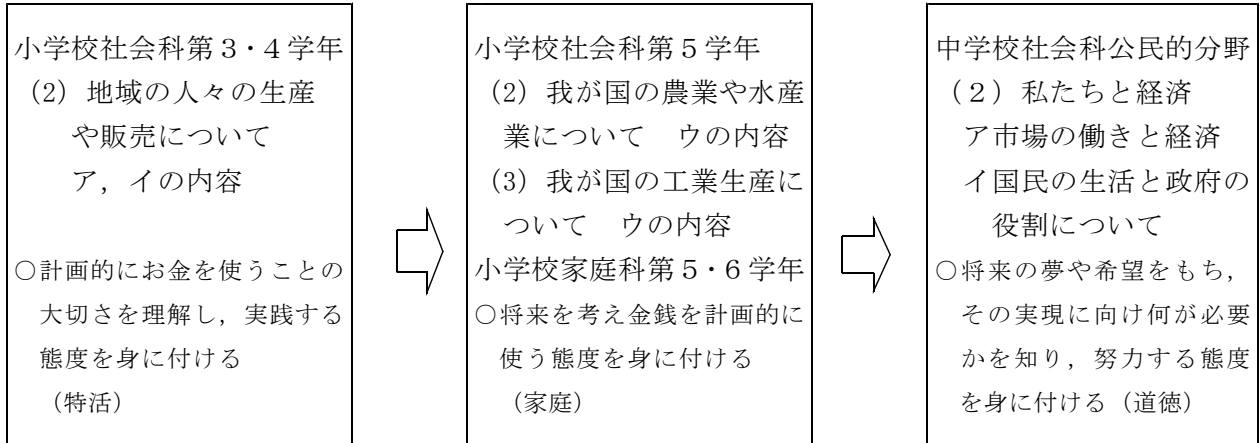 小学校社会科第３・４学年
(2) 地域の人々の生産
や販売について
ア，イの内容
○計画的にお金を使うことの
大切さを理解し，実践する
態度を身に付ける
（特活）
小学校社会科第５学年
(2) 我が国の農業や水産
業について　ウの内容
(3) 我が国の工業生産に
ついて　ウの内容
小学校家庭科第５・６学年
○将来を考え金銭を計画的に
使う態度を身に付ける
（家庭）
中学校社会科公民的分野
（２）私たちと経済
ア市場の働きと経済
イ国民の生活と政府の
役割について
○将来の夢や希望をもち，
その実現に向け何が必要
かを知り，努力する態度
を身に付ける（道徳）